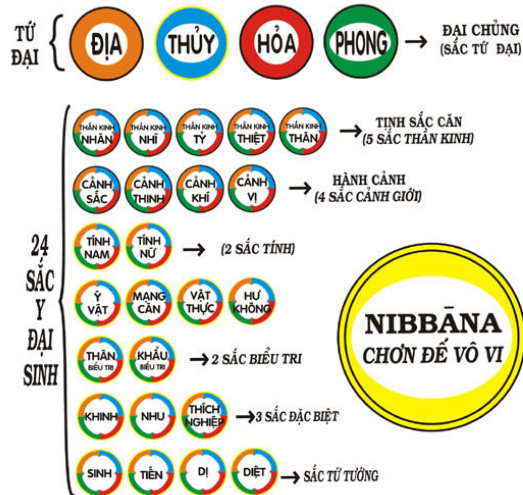 TỨ
ĐẠI
ĐỊA
THỦY
HỎA
PHONG
ĐẠI CHỦNG
(SẮC TỨ ĐẠI)
24
SẮC
Y
ĐẠI
SINH
THẦN KINH
NHÃN
THẦN KINH
NHĨ
THẦN KINH
TỶ
THẦN KINH
THIỆT
THẦN KINH
THÂN
TỊNH SẮC CĂN
(5 SẮC THẦN KINH)
CẢNH
SẮC
CẢNH
THINH
CẢNH
KHÍ
CẢNH
VỊ
HÀNH CẢNH
(4 SẮC CẢNH GIỚI)
TÍNH
NAM
TÍNH
NỮ
(2 SẮC TÍNH)
Ý
VẬT
MẠNG
CĂN
VẬT
THỰC
HƯ
KHÔNG
THÂN
BIỂU TRI
KHẨU
BIỂU TRI
2 SẮC BIỂU TRI
KHINH
NHU
THÍCH
NGHIỆP
3 SẮC ĐẶC BIỆT
SINH
TIẾN
DỊ
DIỆT
SẮC TỨ TƯỚNG
NIBBĀNA
CHƠN ĐẾ VÔ VI